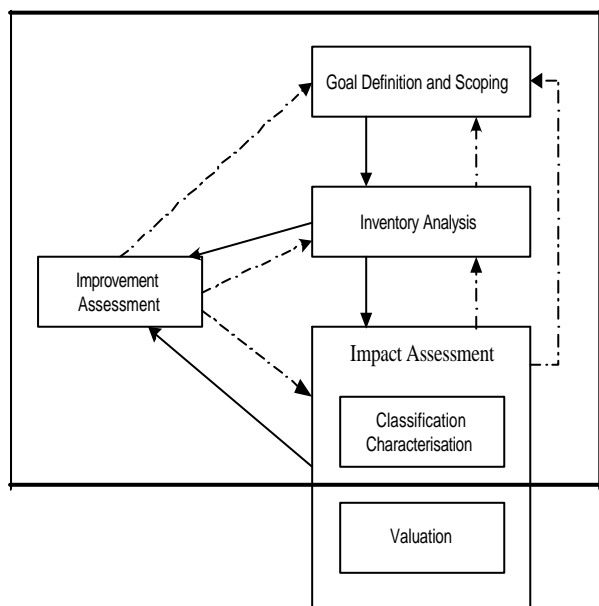 Goal Definition and Scoping
Inventory Analysis
Improvement
Assessment
Impact Assessment
Classification
Characterisation
Valuation